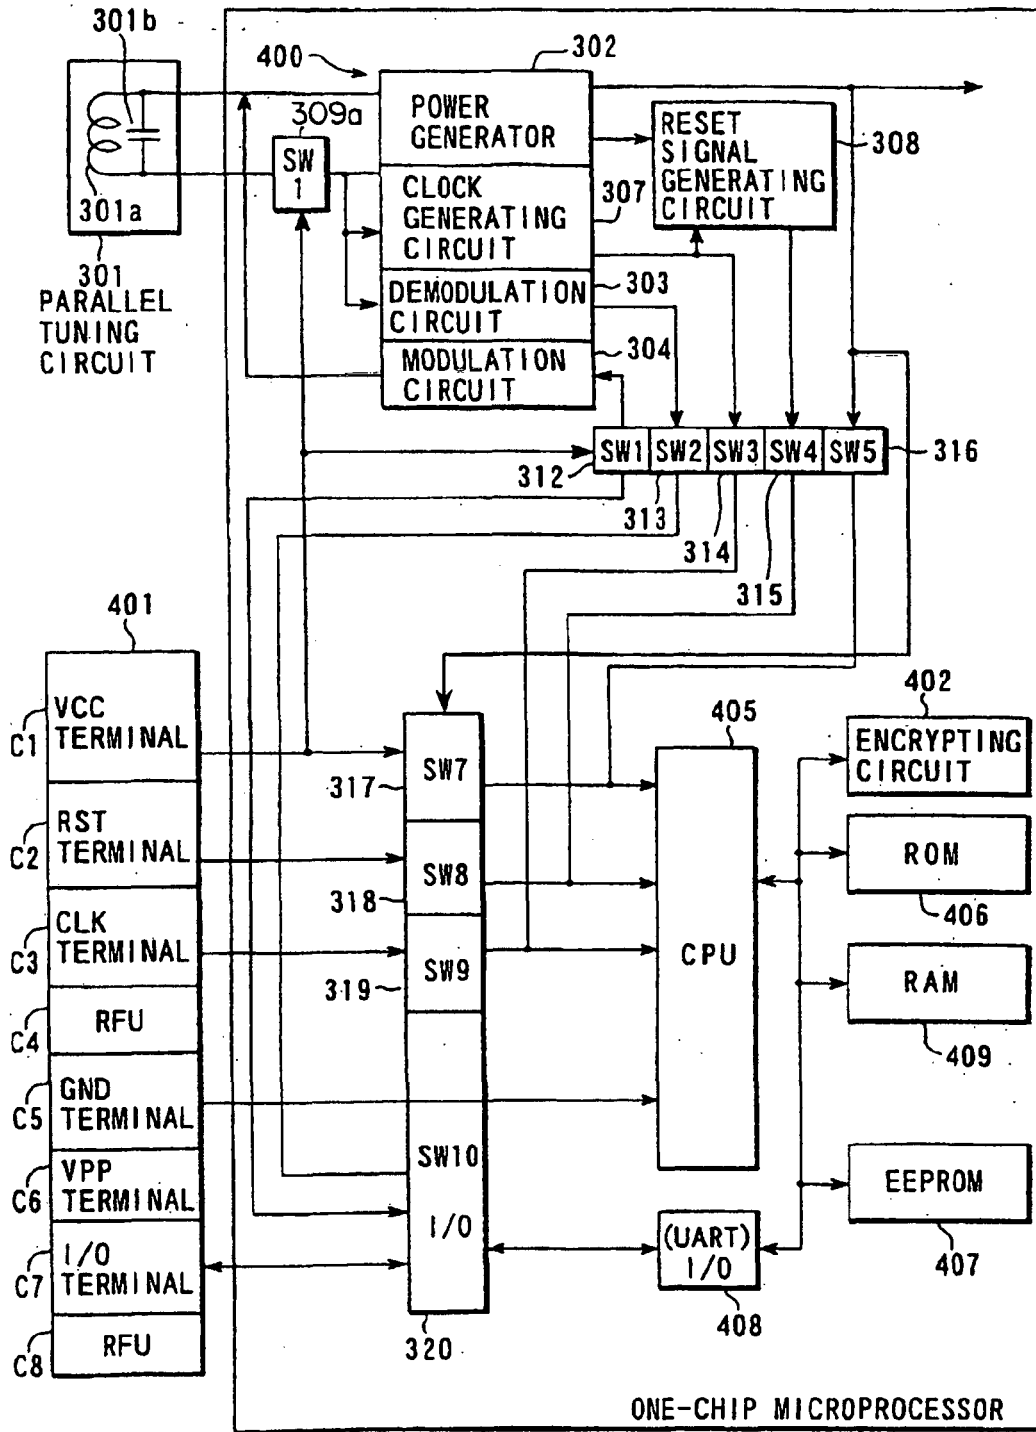 301b
302
400
309a
POWER
GENERATOR
RESET
SIGNAL
GENERATING
CIRCUIT
308
SW
1
301a
CLOCK
GENERATING
CIRCUIT
307
301
PARALLEL
TUNING
CIRCUIT
DEMODULATION
CIRCUIT
303
MODULATION
CIRCUIT
304
SW1
SW2
SW3
SW4
SW5
316
312
313
314
315
401
402
405
VCC
TERMINAL
C1
ENCRYPTING
CIRCUIT
SW7
317
RST
TERMINAL
C2
SW8
318
ROM
406
CLK
TERMINAL
C3
SW9
319
CPU
RAM
409
RFU
C4
GND
TERMINAL
C5
VPP
TERMINAL
C6
SW10
I/O
EEPROM
407
I/O
TERMINAL
C7
(UART)
I/O
408
RFU
C8
320
ONE-CHIP MICROPROCESSOR